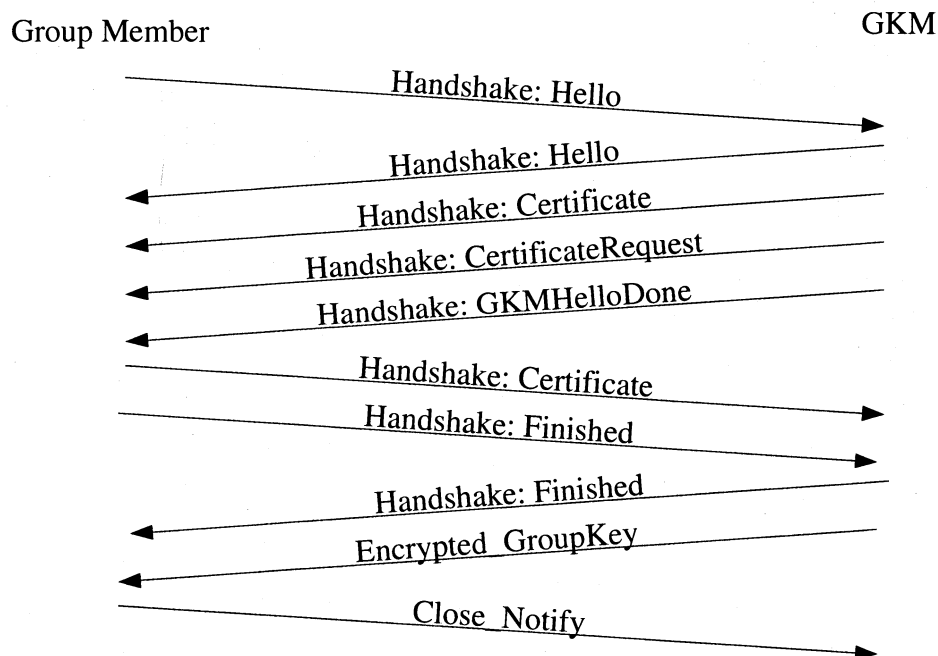 Group Member
GKM
Handshake: Hello
Handshake: Hello
Handshake: Certificate
Handshake: CertificateRequest
Handshake: GKMHelloDone
Handshake: Certificate
Handshake: Finished
Handshake: Finished
Encrypted_GroupKey
Close_Notify